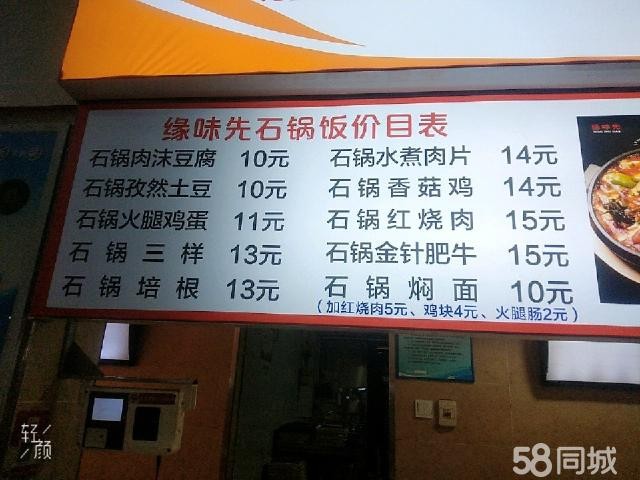 缘味先石锅饭价目表
石锅肉沫豆腐 10元
石锅孜然土豆 10元
石锅火腿鸡蛋 11元
石锅三样 13元
石锅培根 13元
石锅水煮肉片 14元
石锅香菇鸡 14元
石锅红烧肉 15元
石锅金针肥牛 15元
石锅焖面 10元
(加红烧肉5元、鸡块4元、火腿肠2元)
缘味先
轻颜
58同城